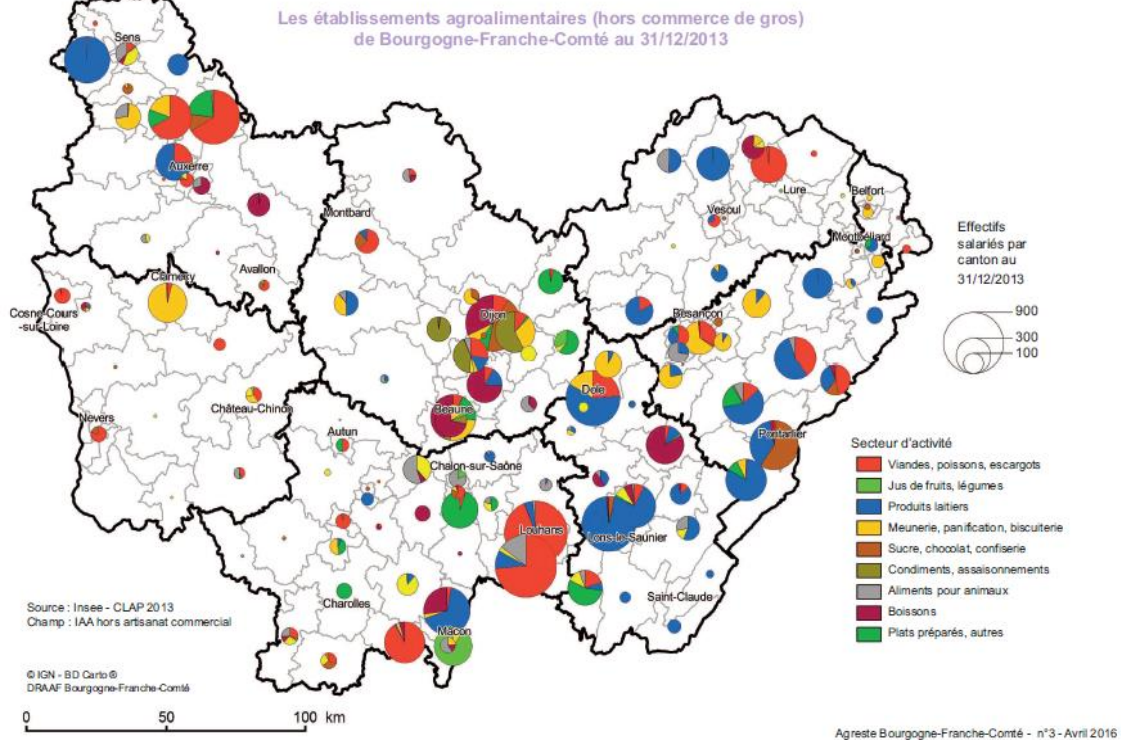 Les établissements agroalimentaires (hors commerce de gros)
de Bourgogne-Franche-Comté au 31/12/2013
Sens
Auxerre
Montbard
Vesoul
Lure
Belfort
Montbéliard
Avallon
Clamecy
Cosne-Cours
-sur-Loire
Dijon
Besançon
Nevers
Château-Chinon
Beaune
Dole
Autun
Chalon-sur-Saône
Pontarlier
Louhans
Lons-le-Saunier
Charolles
Saint-Claude
Mâcon
Effectifs
salariés par
canton au
31/12/2013
900
300
100
Secteur d'activité
Viandes, poissons, escargots
Jus de fruits, légumes
Produits laitiers
Meunerie, panification, biscuiterie
Sucre, chocolat, confiserie
Condiments, assaisonnements
Aliments pour animaux
Boissons
Plats préparés, autres
Source : Insee - CLAP 2013
Champ : IAA hors artisanat commercial
© IGN - BD Carto®
DRAAF Bourgogne-Franche-Comté
0 50 100 km
Agreste Bourgogne-Franche-Comté - n°3 - Avril 2016